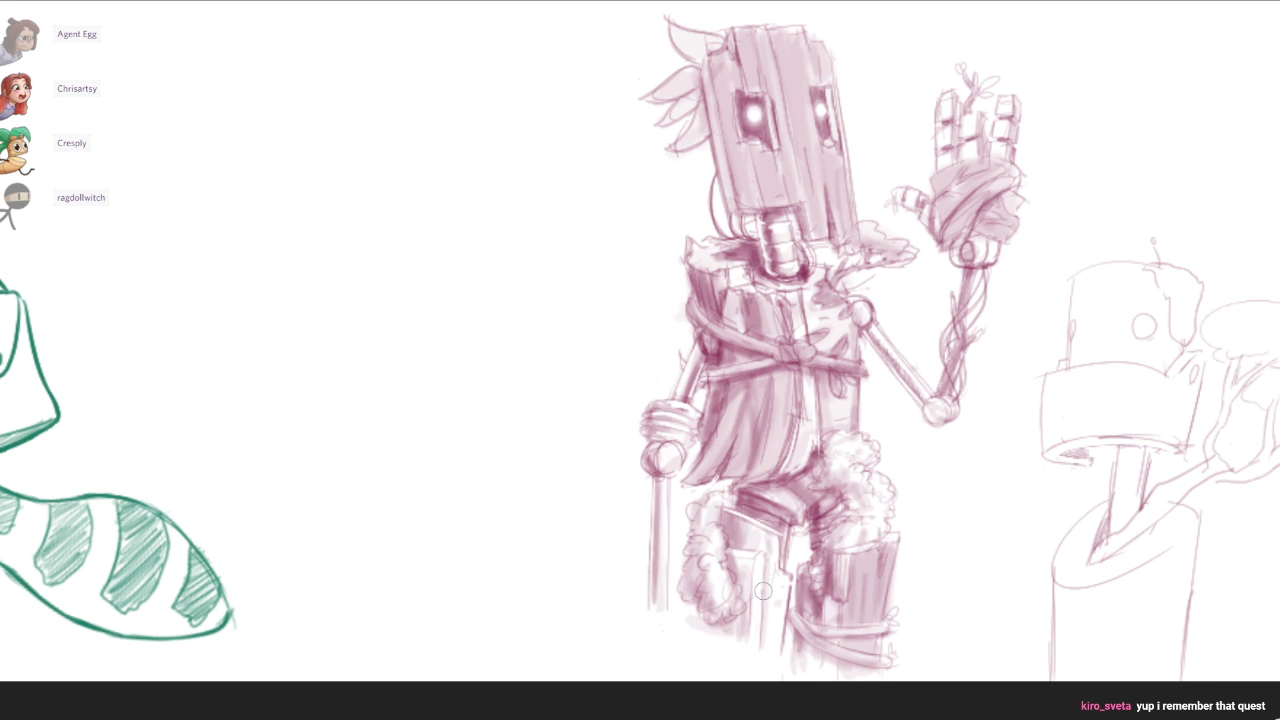 Agent Egg
Chrisartsy
Cresply
ragdollwitch
kiro_sveta yup i remember that quest